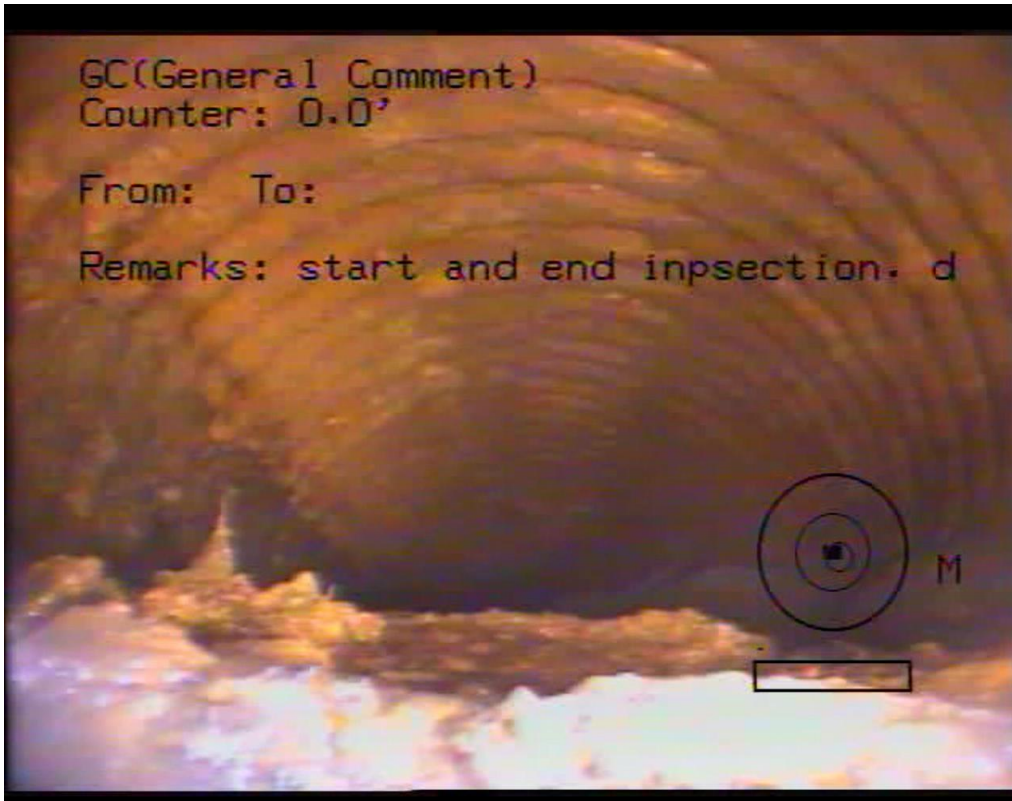 GC(General Comment)
Counter: 0.0'
From:  To:
Remarks: start and end inpsection. d
M